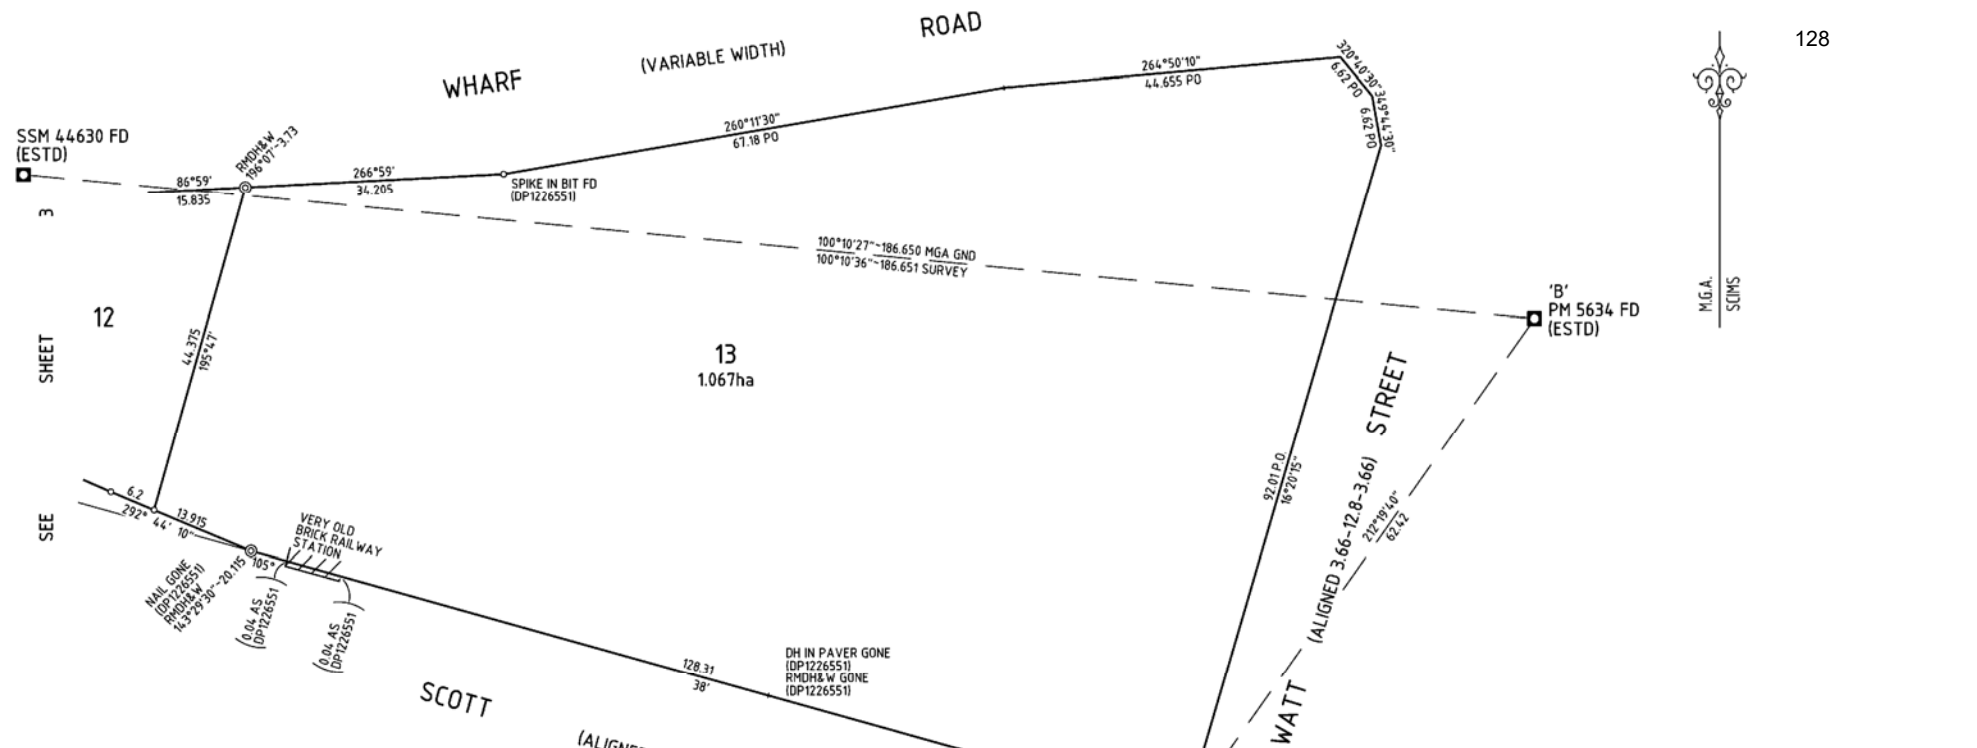 ROAD
128
(VARIABLE WIDTH)
WHARF
264°50'10"
44.655 PO
320°40'30"
6.62 PO
349°44'30"
6.62 PO
260°11'30"
67.18 PO
SSM 44630 FD
(ESTD)
RMDH&W
196°07'~3.73
86°59'
15.835
266°59'
34.205
SPIKE IN BIT FD
(DP1226551)
100°10'27"~186.650 MGA GND
100°10'36"~186.651 SURVEY
M.G.A.
SCIMS
'B'
PM 5634 FD
(ESTD)
12
44.375
195°47'
13
1.067ha
SEE SHEET 3
WATT STREET
(ALIGNED 3.66-12.8-3.66)
92.01 P.O.
16°20'15"
212°19'40"
62.42
6.2
13.915
292° 44' 10"
VERY OLD
BRICK RAILWAY
STATION
105°
NAIL GONE
(DP1226551)
RMDH&W
143°29'30"~20.115
(0.04 AS
DP1226551
(0.04 AS
DP1226551
128.31
38'
DH IN PAVER GONE
(DP1226551)
RMDH&W GONE
(DP1226551)
SCOTT
(ALIGNE